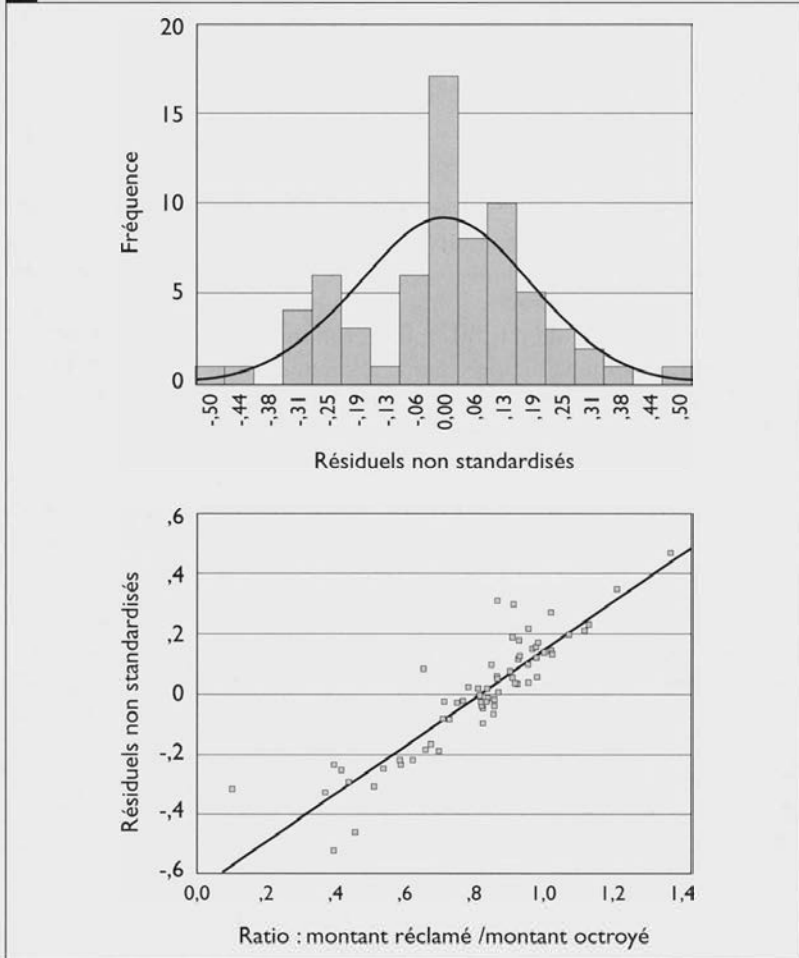 20
15
10
5
0
Fréquence
-,50 -,44 -,38 -,31 -,25 -,19 -,13 -,06 0,00 ,06 ,13 ,19 ,25 ,31 ,38 ,44 ,50
Résiduels non standardisés
,6
,4
,2
0
-,2
-,4
-,6
Résiduels non standardisés
0,0 ,2 ,4 ,6 ,8 1,0 1,2 1,4
Ratio : montant réclamé /montant octroyé